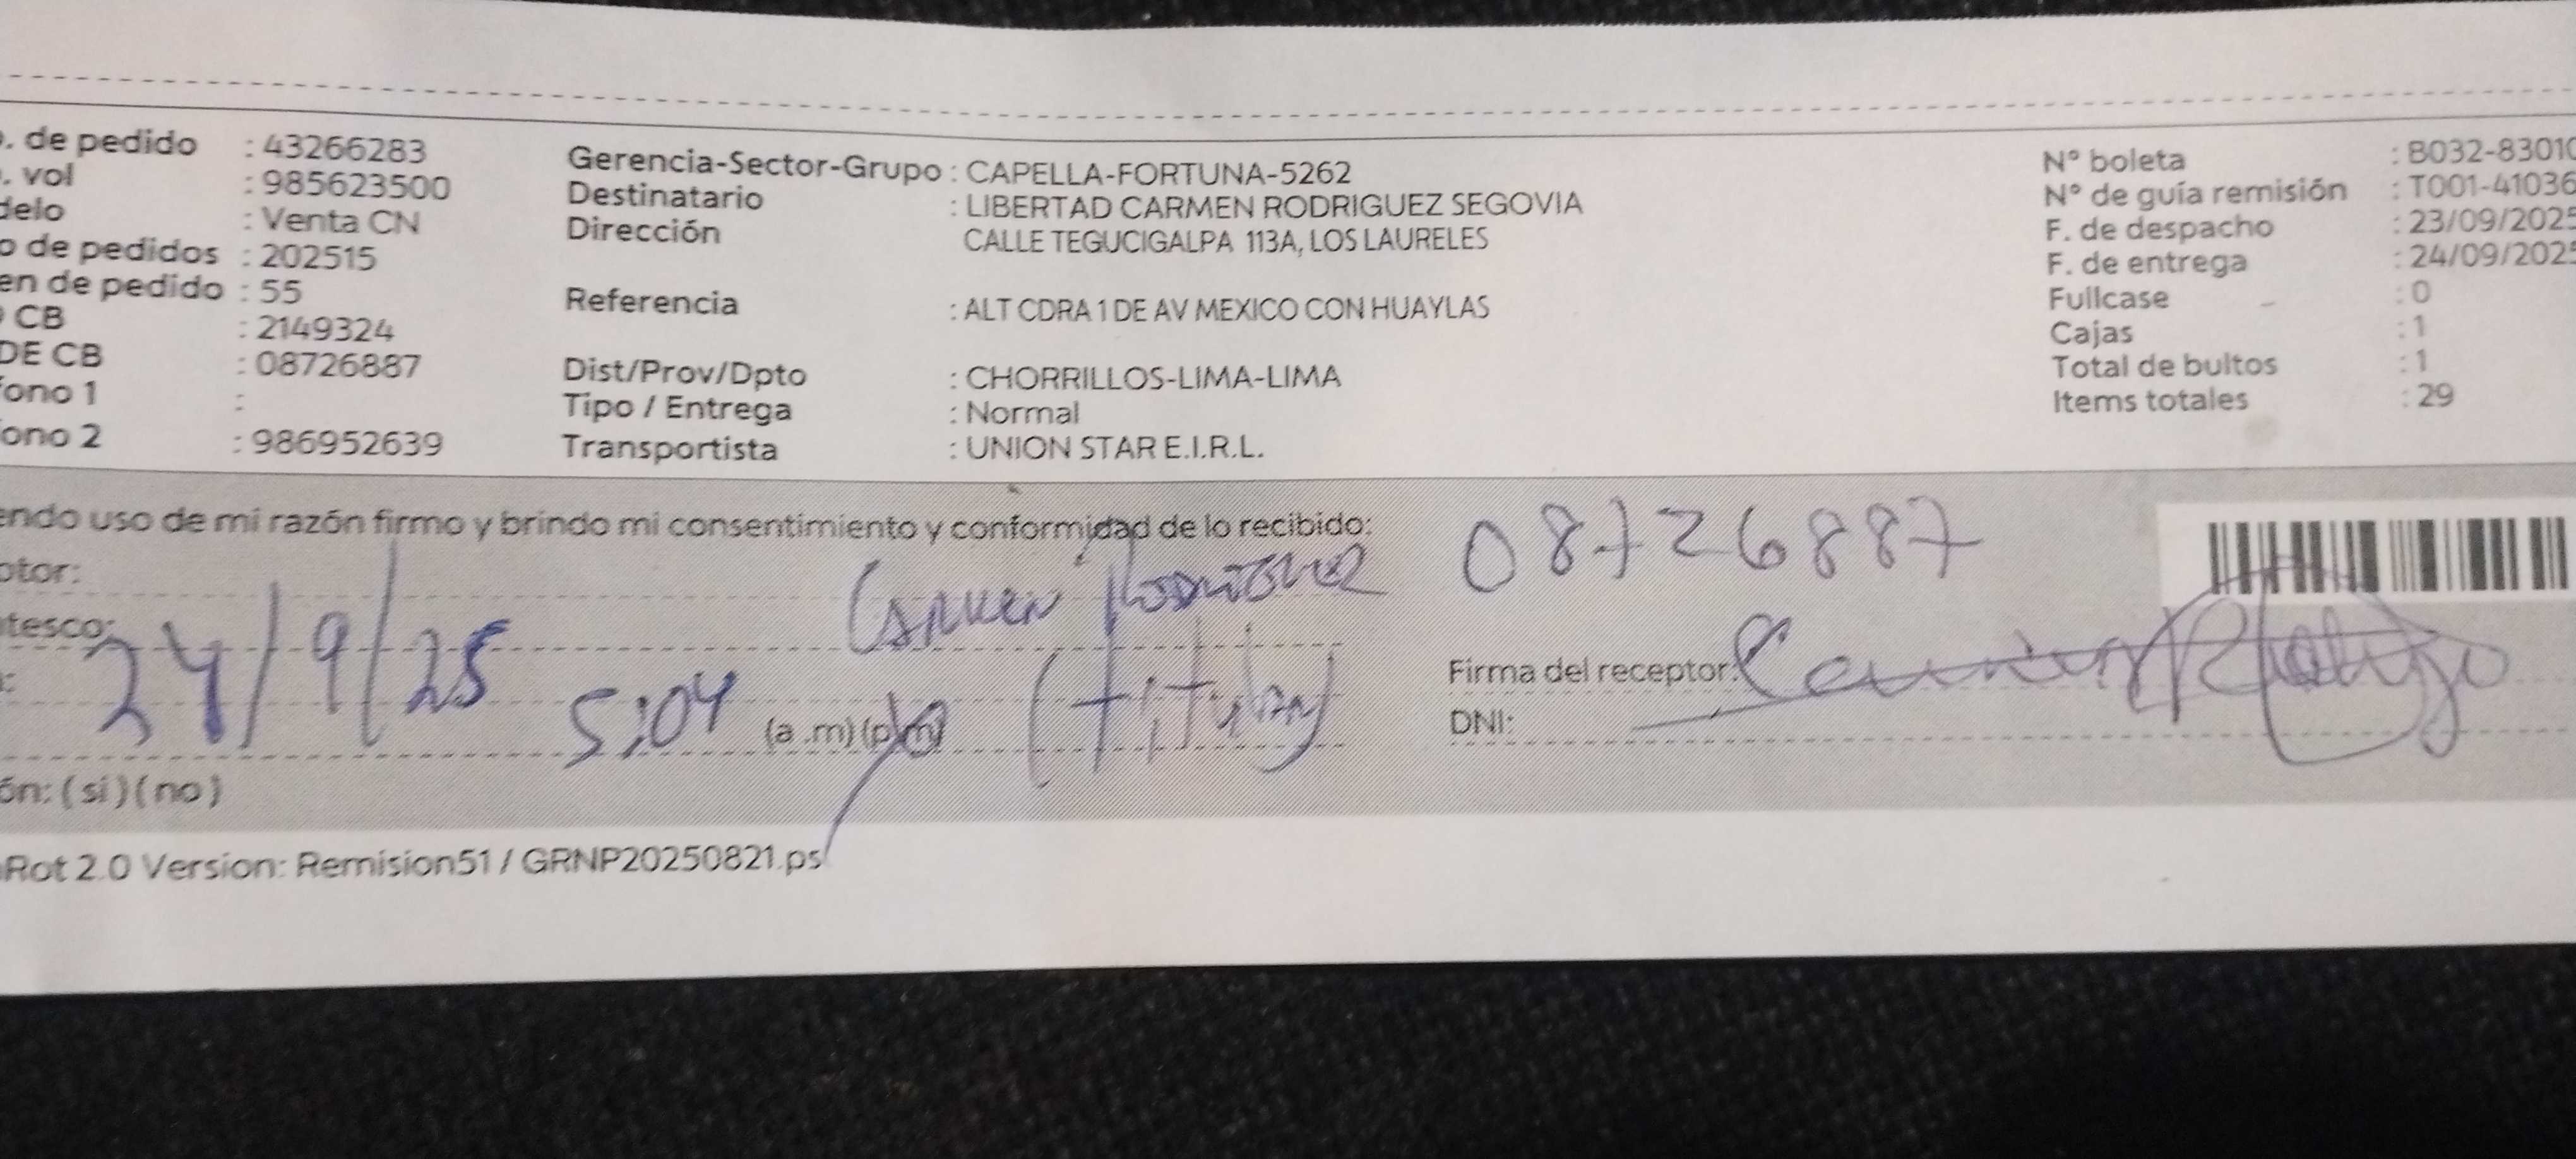 . de pedido : 43266283
. vol : 985623500
delo : Venta CN
o de pedidos : 202515
en de pedido : 55
CB : 2149324
DE CB : 08726887
fono 1 :
fono 2 : 986952639
Gerencia-Sector-Grupo : CAPELLA-FORTUNA-5262
Destinatario : LIBERTAD CARMEN RODRIGUEZ SEGOVIA
Dirección CALLE TEGUCIGALPA 113A, LOS LAURELES
Referencia : ALT CDRA 1 DE AV MEXICO CON HUAYLAS
Dist/Prov/Dpto : CHORRILLOS-LIMA-LIMA
Tipo / Entrega : Normal
Transportista : UNION STAR E.I.R.L.
N° boleta : B032-83010
N° de guía remisión : T001-41036
F. de despacho : 23/09/2025
F. de entrega : 24/09/2025
Fullcase : 0
Cajas : 1
Total de bultos : 1
Items totales : 29
endo uso de mi razón firmo y brindo mi consentimiento y conformidad de lo recibido:
ptor: Carmen Rodriguez 08726887
tesco:
: 24/9/25 5:04 (a .m) (p.m) (titular)
Firma del receptor:
DNI:
ón: (si) (no)
Rot 2.0 Version: Remision51 / GRNP20250821.ps